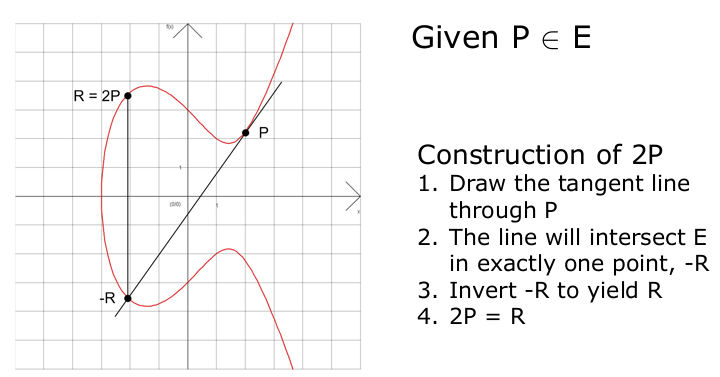 f(x)
Given P ∈ E
R = 2P
P
1
(0/0)
1
x
-R
Construction of 2P
1. Draw the tangent line
through P
2. The line will intersect E
in exactly one point, -R
3. Invert -R to yield R
4. 2P = R